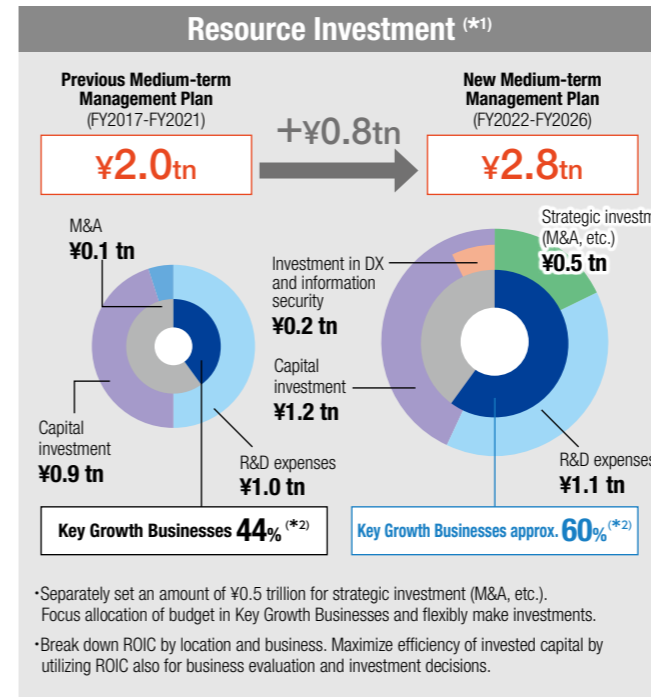 Resource Investment (*1)
Previous Medium-term
Management Plan
(FY2017-FY2021)
¥2.0tn
+¥0.8tn
New Medium-term
Management Plan
(FY2022-FY2026)
¥2.8tn
M&A
¥0.1 tn
Capital
investment
¥0.9 tn
R&D expenses
¥1.0 tn
Key Growth Businesses 44% (*2)
Strategic investm
(M&A, etc.)
¥0.5 tn
Investment in DX
and information
security
¥0.2 tn
Capital
investment
¥1.2 tn
R&D expenses
¥1.1 tn
Key Growth Businesses approx. 60% (*2)
･Separately set an amount of ¥0.5 trillion for strategic investment (M&A, etc.).
Focus allocation of budget in Key Growth Businesses and flexibly make investments.
･Break down ROIC by location and business. Maximize efficiency of invested capital by
utilizing ROIC also for business evaluation and investment decisions.